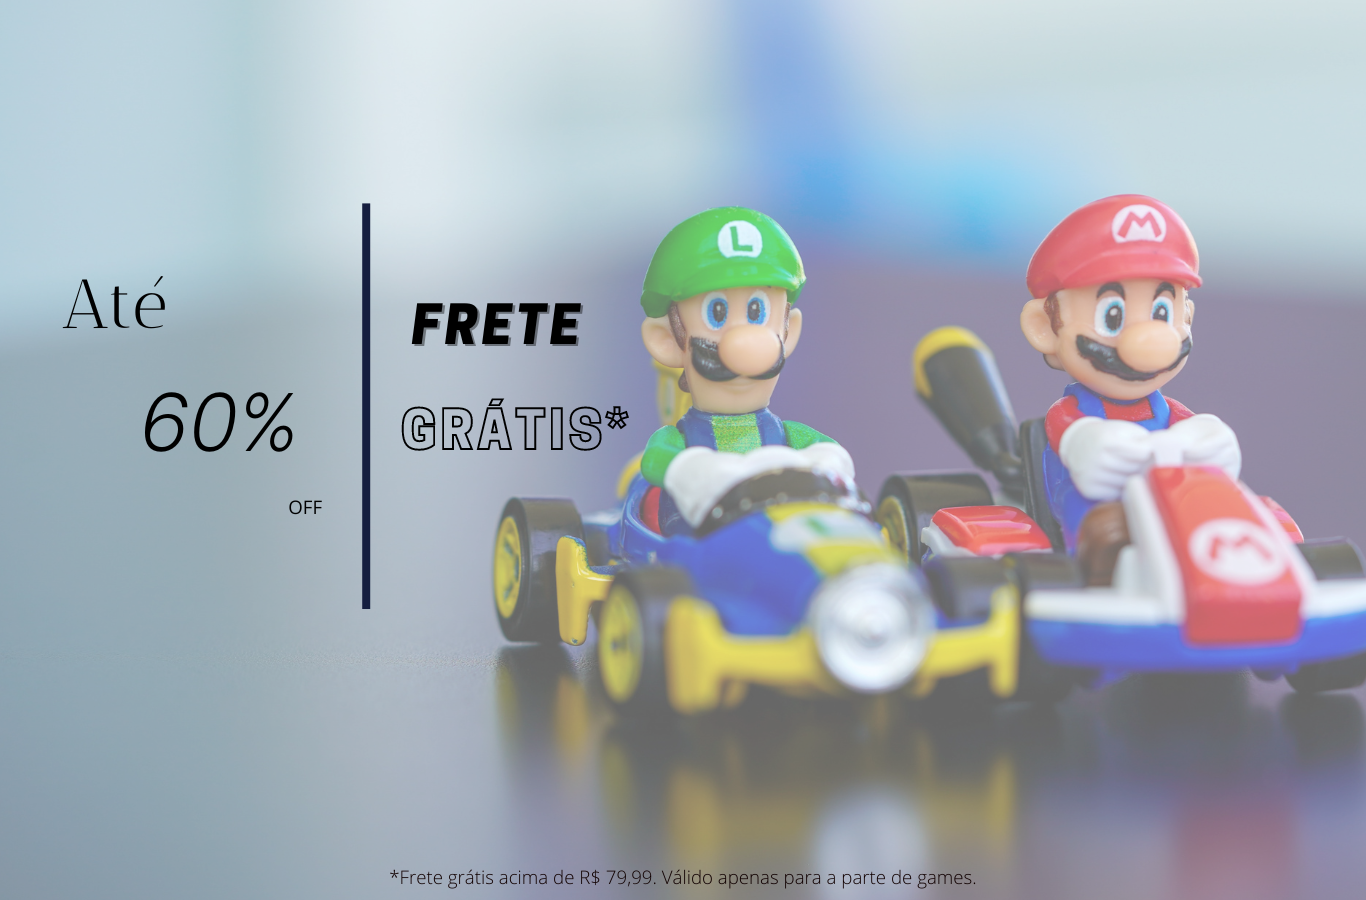 Até
60%
OFF
FRETE
GRÁTIS*
L
M
M
*Frete grátis acima de R$ 79,99. Válido apenas para a parte de games.